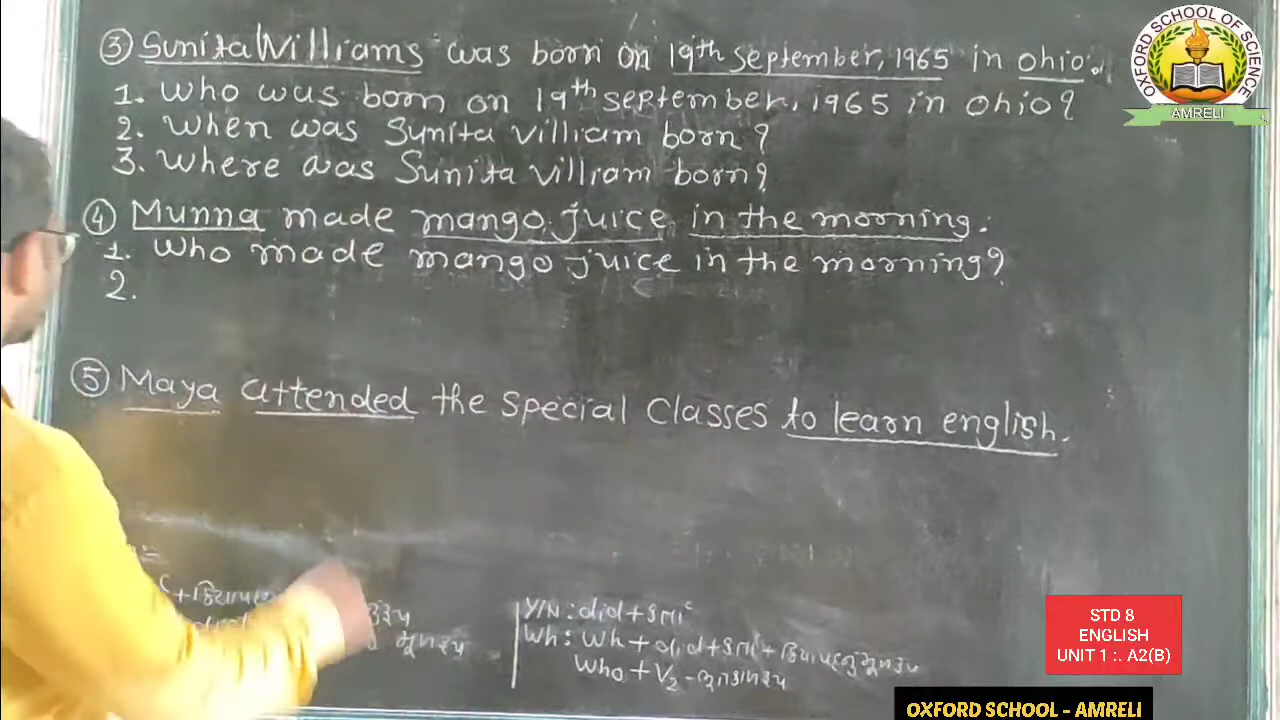 ③ Sunita Williams was born on 19th september, 1965 in ohio.
1. Who was born on 19th september, 1965 in Ohio?
2. When was Sunita Villiam born?
3. Where was Sunita Villiam born?
④ Munna made mango juice in the morning.
1. Who made mango juice in the morning?
2.
⑤ Maya attended the special classes to learn english.
Y/N : did + કર્તા
Wh : Wh + did + કર્તા + ક્રિયાપદનું મૂળરૂપ
Who + V2 -
OXFORD SCHOOL OF SCIENCE
AMRELI
STD 8
ENGLISH
UNIT 1 :. A2(B)
OXFORD SCHOOL - AMRELI